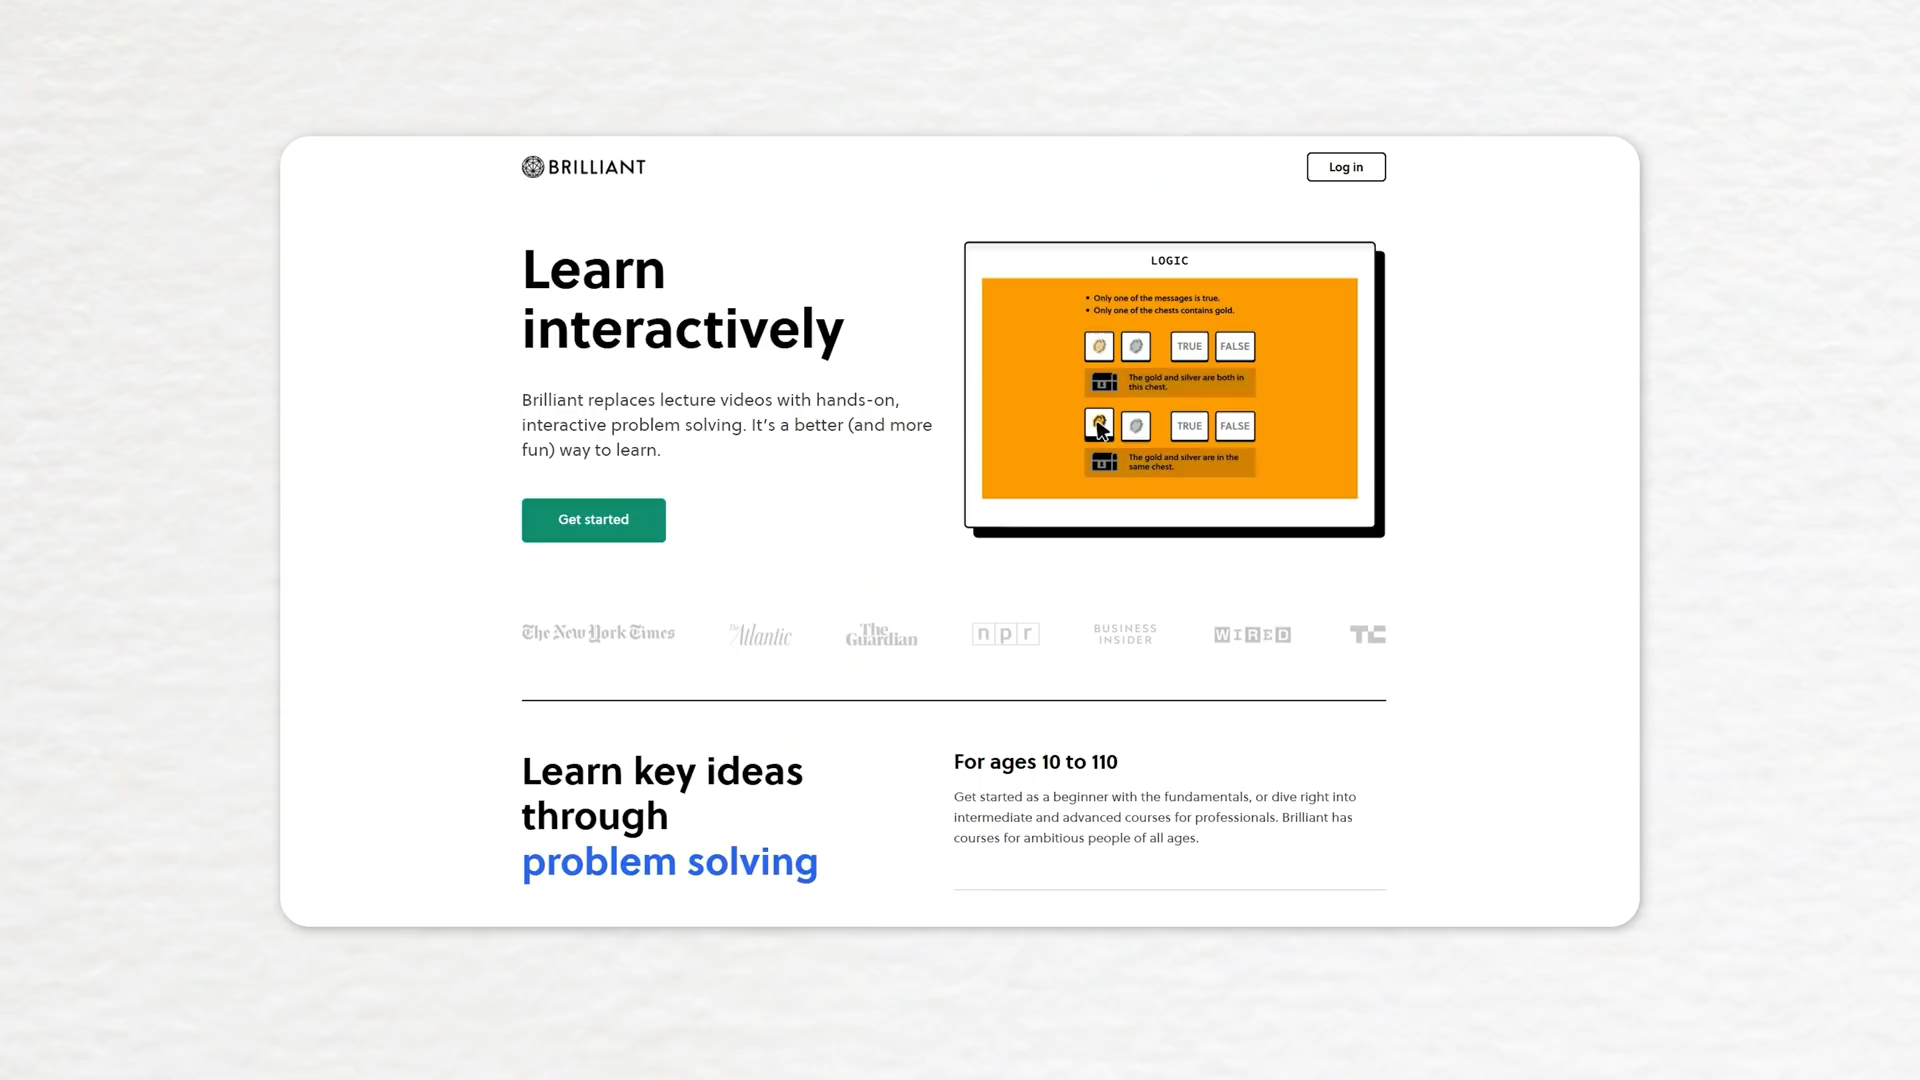 BRILLIANT
Log in
Learn
interactively
Brilliant replaces lecture videos with hands-on,
interactive problem solving. It’s a better (and more
fun) way to learn.
Get started
LOGIC
• Only one of the messages is true.
• Only one of the chests contains gold.
TRUE FALSE
The gold and silver are both in
this chest.
TRUE FALSE
The gold and silver are in the
same chest.
The New York Times
The Atlantic
The
Guardian
npr
BUSINESS
INSIDER
WIRED
TC
Learn key ideas
through
problem solving
For ages 10 to 110
Get started as a beginner with the fundamentals, or dive right into
intermediate and advanced courses for professionals. Brilliant has
courses for ambitious people of all ages.